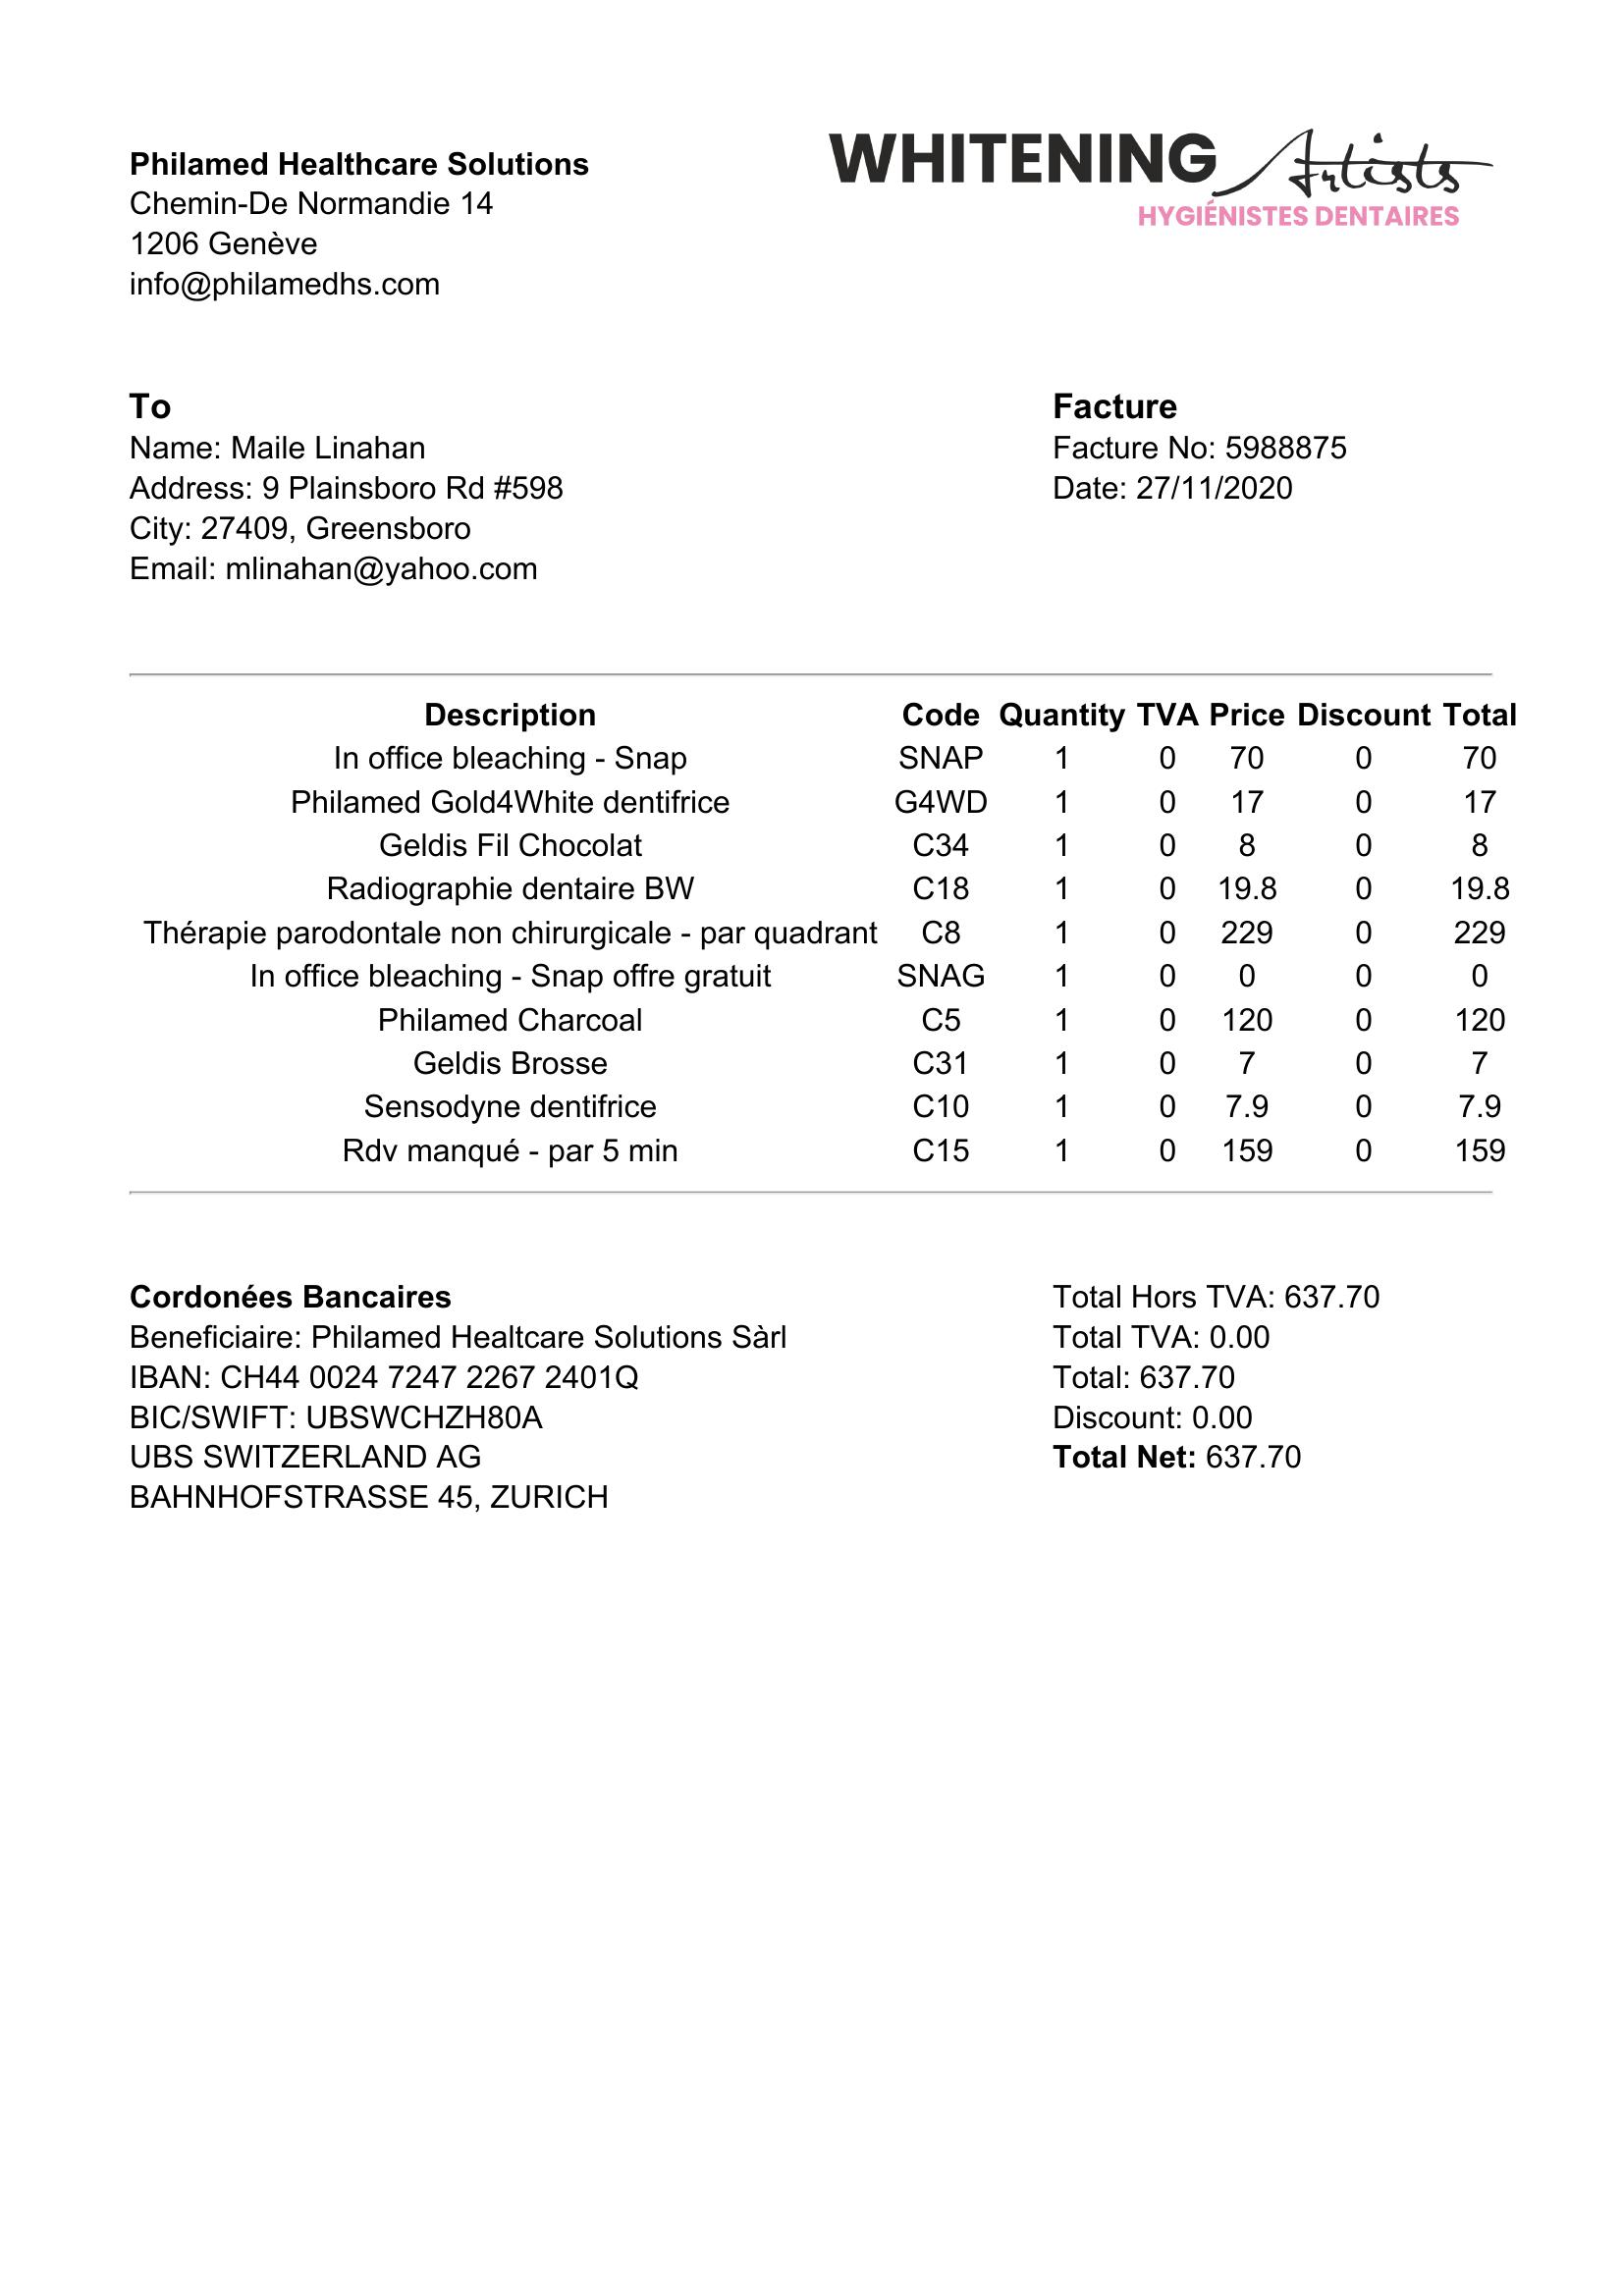 Philamed Healthcare Solutions
Chemin-De Normandie 14
1206 Genève
info@philamedhs.com
WHITENING Artists
HYGIÉNISTES DENTAIRES
To
Name: Maile Linahan
Address: 9 Plainsboro Rd #598
City: 27409, Greensboro
Email: mlinahan@yahoo.com
Facture
Facture No: 5988875
Date: 27/11/2020
Description Code Quantity TVA Price Discount Total
In office bleaching - Snap SNAP 1 0 70 0 70
Philamed Gold4White dentifrice G4WD 1 0 17 0 17
Geldis Fil Chocolat C34 1 0 8 0 8
Radiographie dentaire BW C18 1 0 19.8 0 19.8
Thérapie parodontale non chirurgicale - par quadrant C8 1 0 229 0 229
In office bleaching - Snap offre gratuit SNAG 1 0 0 0 0
Philamed Charcoal C5 1 0 120 0 120
Geldis Brosse C31 1 0 7 0 7
Sensodyne dentifrice C10 1 0 7.9 0 7.9
Rdv manqué - par 5 min C15 1 0 159 0 159
Cordonées Bancaires
Beneficiaire: Philamed Healtcare Solutions Sàrl
IBAN: CH44 0024 7247 2267 2401Q
BIC/SWIFT: UBSWCHZH80A
UBS SWITZERLAND AG
BAHNHOFSTRASSE 45, ZURICH
Total Hors TVA: 637.70
Total TVA: 0.00
Total: 637.70
Discount: 0.00
Total Net: 637.70